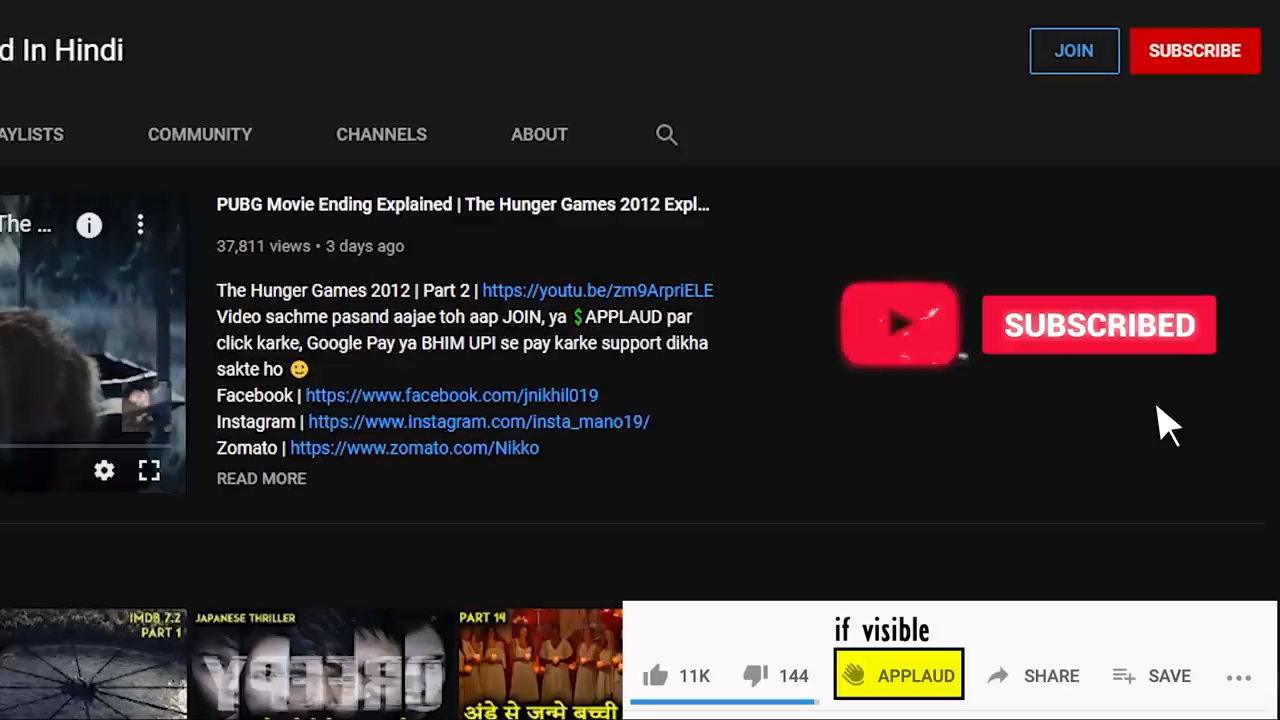 d In Hindi
JOIN
SUBSCRIBE
AYLISTS
COMMUNITY
CHANNELS
ABOUT
The ...
PUBG Movie Ending Explained | The Hunger Games 2012 Expl...
37,811 views • 3 days ago
The Hunger Games 2012 | Part 2 | https://youtu.be/zm9ArpriELE
Video sachme pasand aajae toh aap JOIN, ya $APPLAUD par
click karke, Google Pay ya BHIM UPI se pay karke support dikha
sakte ho 🙂
Facebook | https://www.facebook.com/jnikhil019
Instagram | https://www.instagram.com/insta_mano19/
Zomato | https://www.zomato.com/Nikko
READ MORE
SUBSCRIBED
IMDB 7.2
PART 1
JAPANESE THRILLER
PART 14
अंडे से जन्मे बच्ची
if visible
11K
144
APPLAUD
SHARE
SAVE